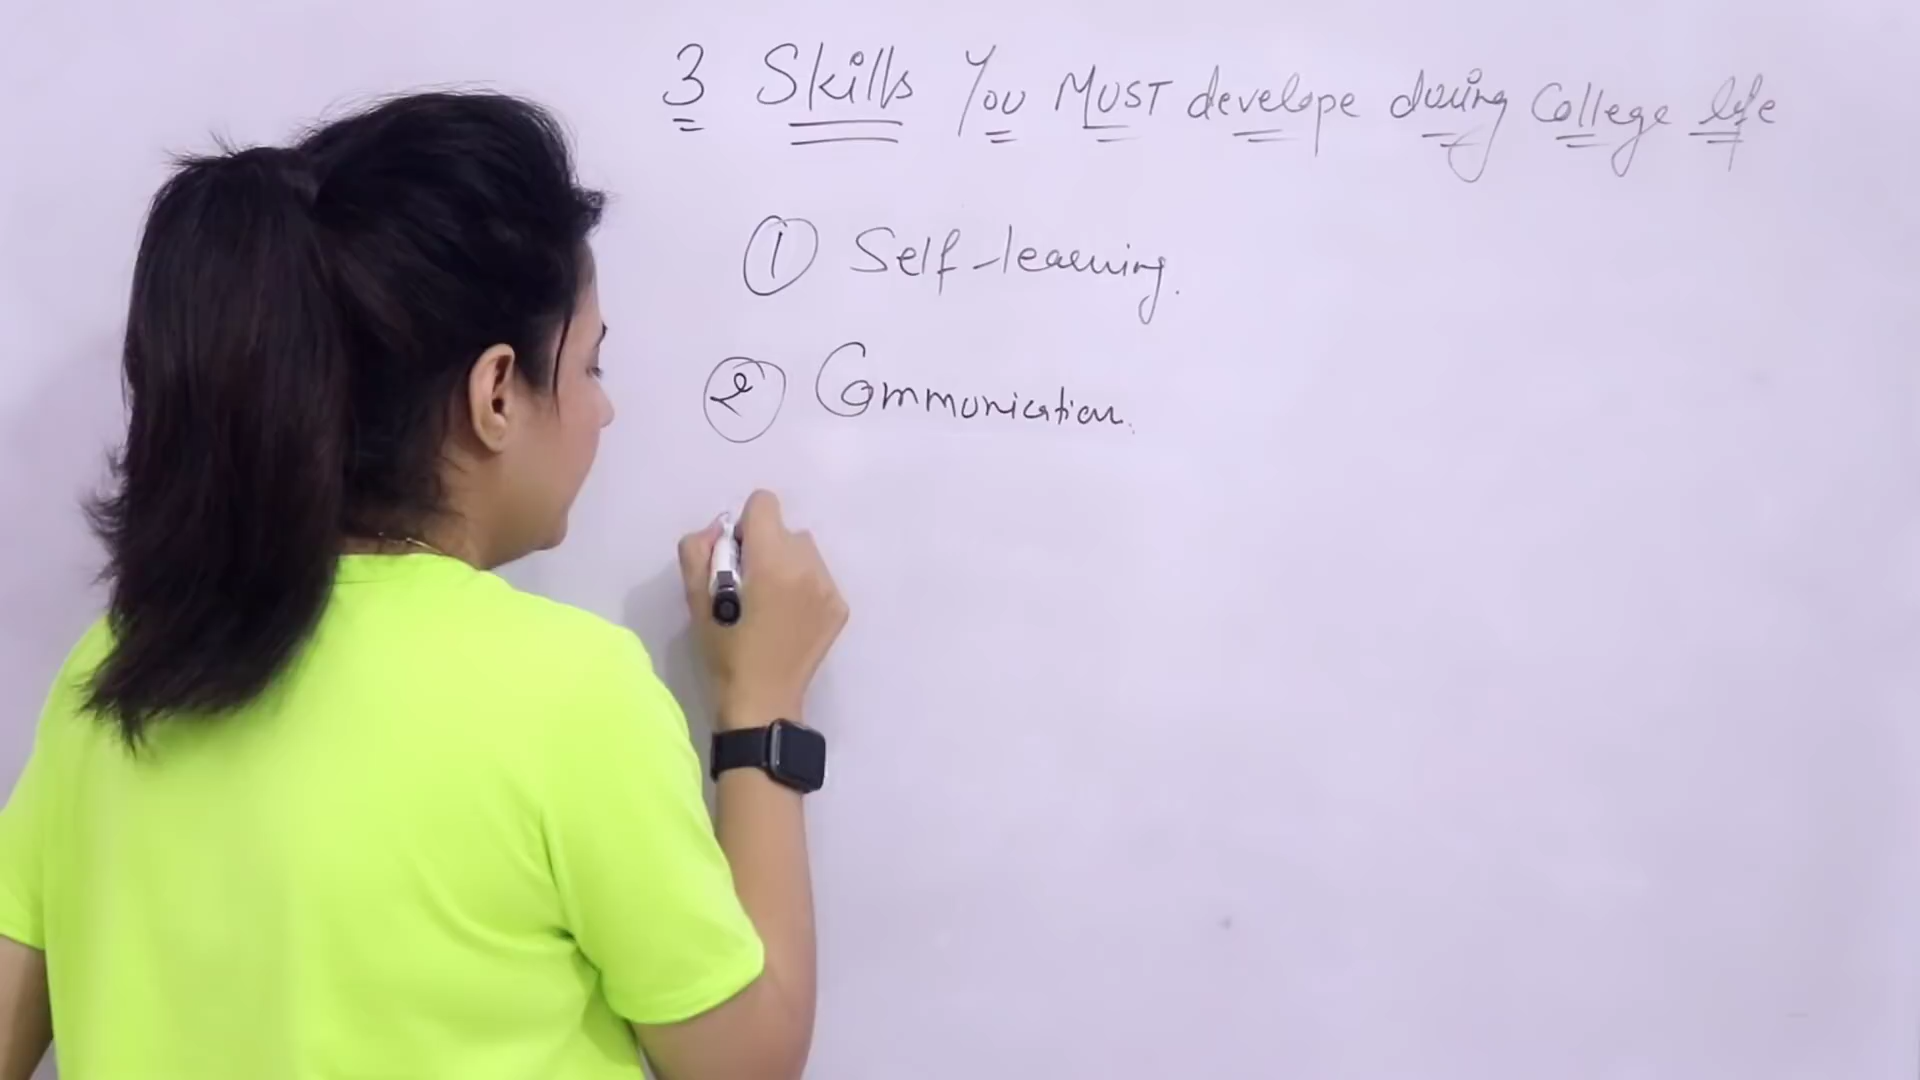 3 Skills You MUST develope during College life
① Self-learning.
② Communication.